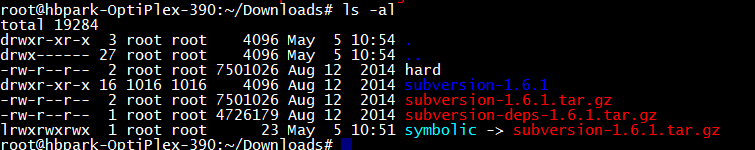 root@hbpark-OptiPlex-390:~/Downloads# ls -al
total 19284
drwxr-xr-x  3 root root    4096 May  5 10:54 .
drwx------ 27 root root    4096 May  5 10:54 ..
-rw-r--r--  2 root root 7501026 Aug 12  2014 hard
drwxr-xr-x 16 1016 1016    4096 Aug 12  2014 subversion-1.6.1
-rw-r--r--  2 root root 7501026 Aug 12  2014 subversion-1.6.1.tar.gz
-rw-r--r--  1 root root 4726179 Aug 12  2014 subversion-deps-1.6.1.tar.gz
lrwxrwxrwx  1 root root      23 May  5 10:51 symbolic -> subversion-1.6.1.tar.gz
root@hbpark-OptiPlex-390:~/Downloads#